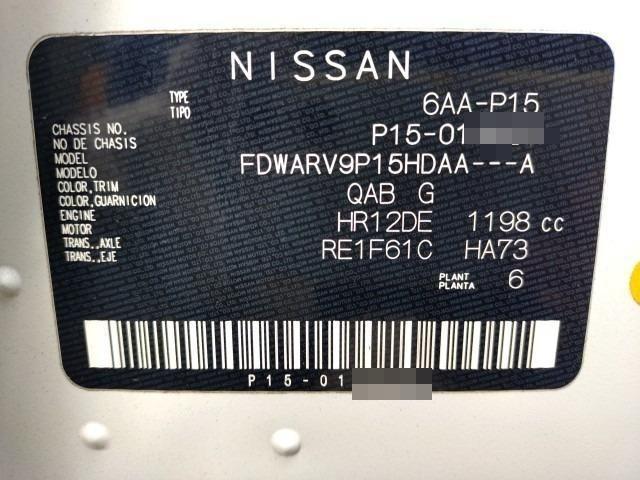 NISSAN
TYPE
TIPO
6AA-P15
CHASSIS NO.
NO DE CHASIS
P15-01
MODEL
MODELO
FDWARV9P15HDAA---A
COLOR,TRIM
COLOR,GUARNICION
QAB G
ENGINE
MOTOR
HR12DE 1198 cc
TRANS.,AXLE
TRANS.,EJE
RE1F61C HA73
PLANT
PLANTA
6
P15-01